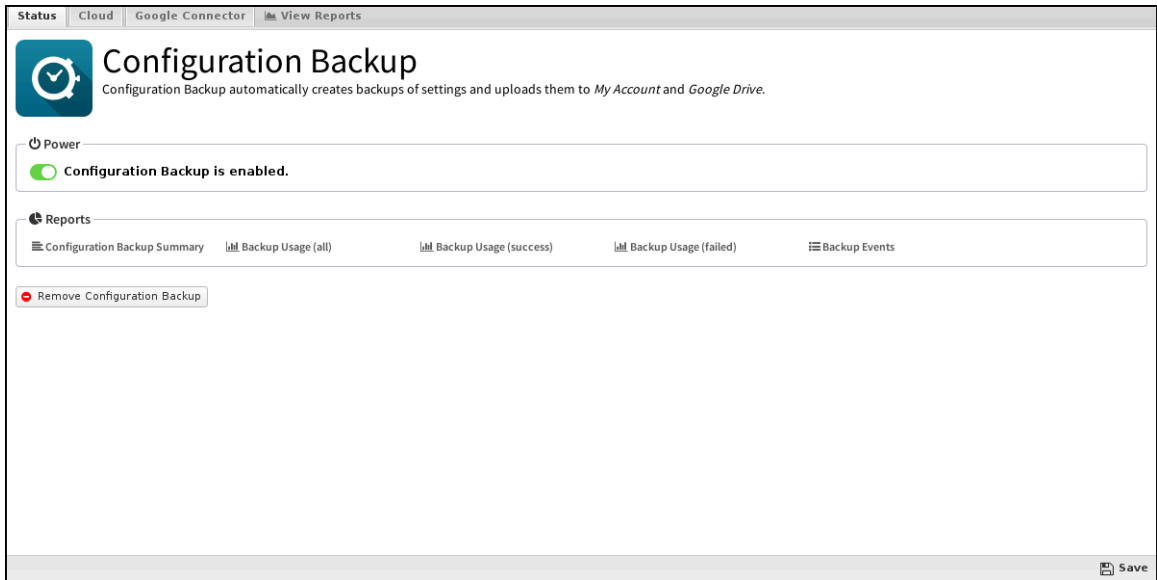 Status Cloud Google Connector View Reports
Configuration Backup
Configuration Backup automatically creates backups of settings and uploads them to My Account and Google Drive.
Power
Configuration Backup is enabled.
Reports
Configuration Backup Summary Backup Usage (all) Backup Usage (success) Backup Usage (failed) Backup Events
Remove Configuration Backup
Save